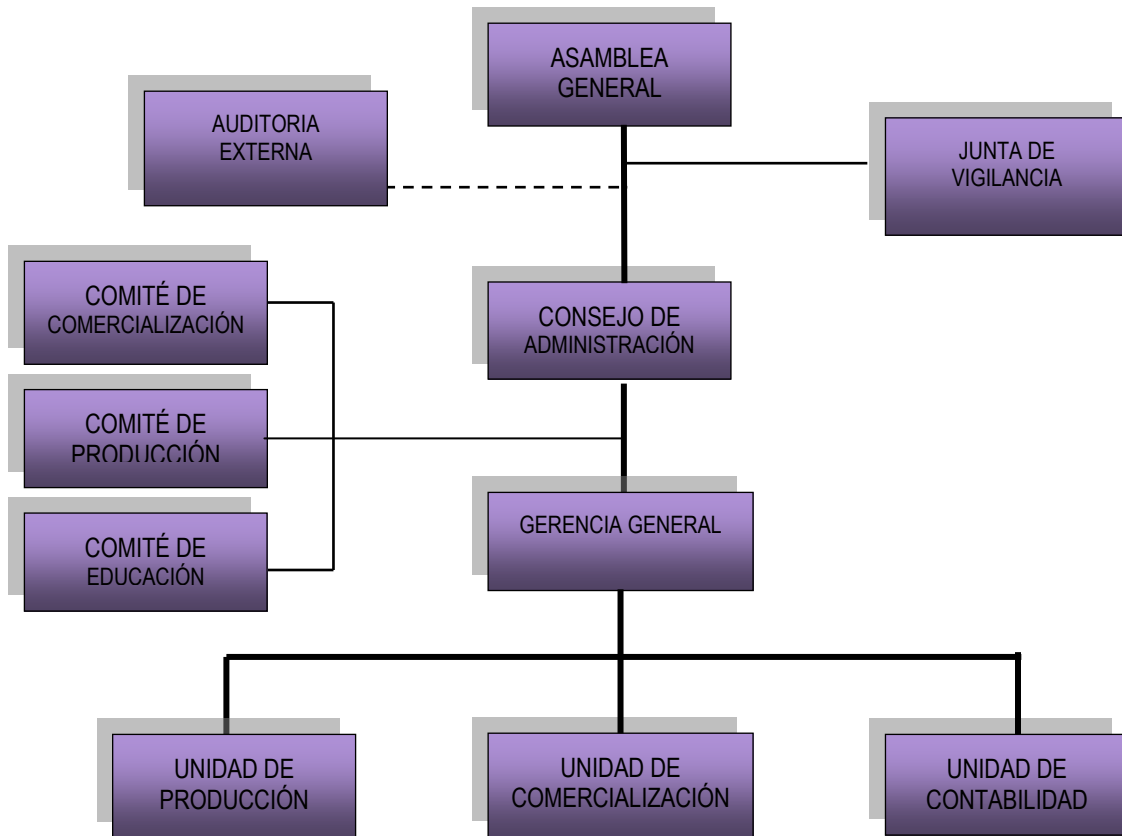 ASAMBLEA
GENERAL
AUDITORIA
EXTERNA
JUNTA DE
VIGILANCIA
COMITÉ DE
COMERCIALIZACIÓN
CONSEJO DE
ADMINISTRACIÓN
COMITÉ DE
PRODUCCIÓN
GERENCIA GENERAL
COMITÉ DE
EDUCACIÓN
UNIDAD DE
PRODUCCIÓN
UNIDAD DE
COMERCIALIZACIÓN
UNIDAD DE
CONTABILIDAD